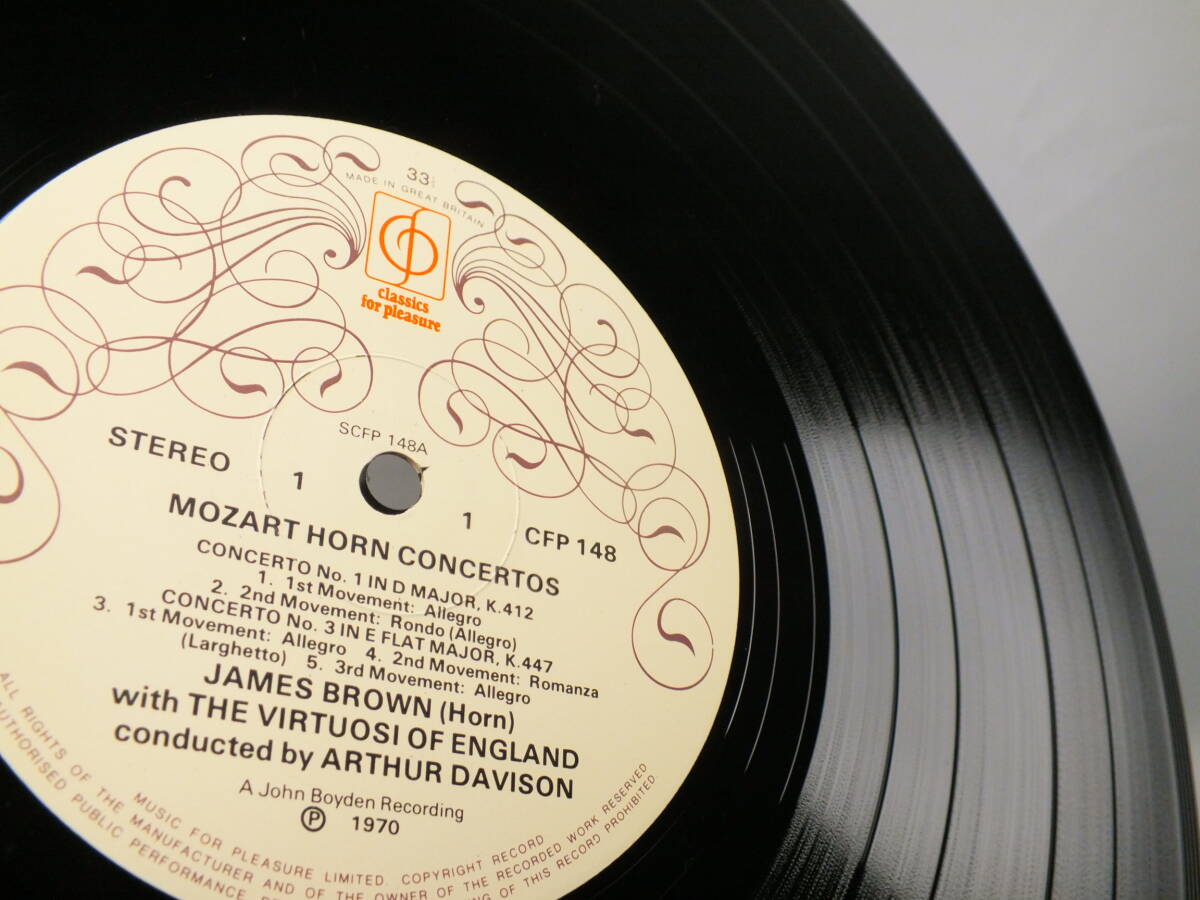 33⅓
MADE IN GREAT BRITAIN
classics
for pleasure
SCFP 148A
STEREO 1 1 CFP 148
MOZART HORN CONCERTOS
CONCERTO No. 1 IN D MAJOR, K.412
1. 1st Movement: Allegro
2. 2nd Movement: Rondo (Allegro)
CONCERTO No. 3 IN E FLAT MAJOR, K.447
3. 1st Movement: Allegro 4. 2nd Movement: Romanza
(Larghetto) 5. 3rd Movement: Allegro
JAMES BROWN (Horn)
with THE VIRTUOSI OF ENGLAND
conducted by ARTHUR DAVISON
A John Boyden Recording
Ⓟ 1970
MUSIC FOR PLEASURE LIMITED. COPYRIGHT RECORD
ALL RIGHTS OF THE MANUFACTURER AND OF THE OWNER OF THE RECORDED WORK RESERVED
PUBLIC PERFORMANCE OF THIS RECORD PROHIBITED.